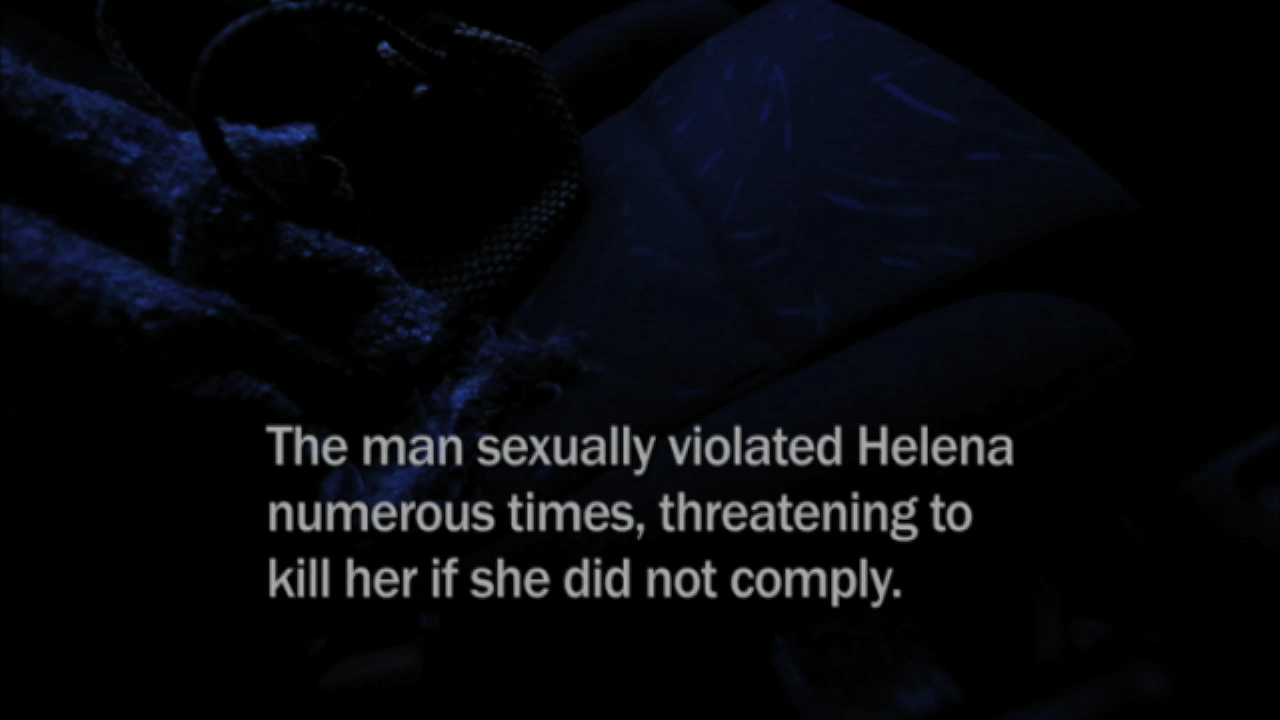 The man sexually violated Helena
numerous times, threatening to
kill her if she did not comply.